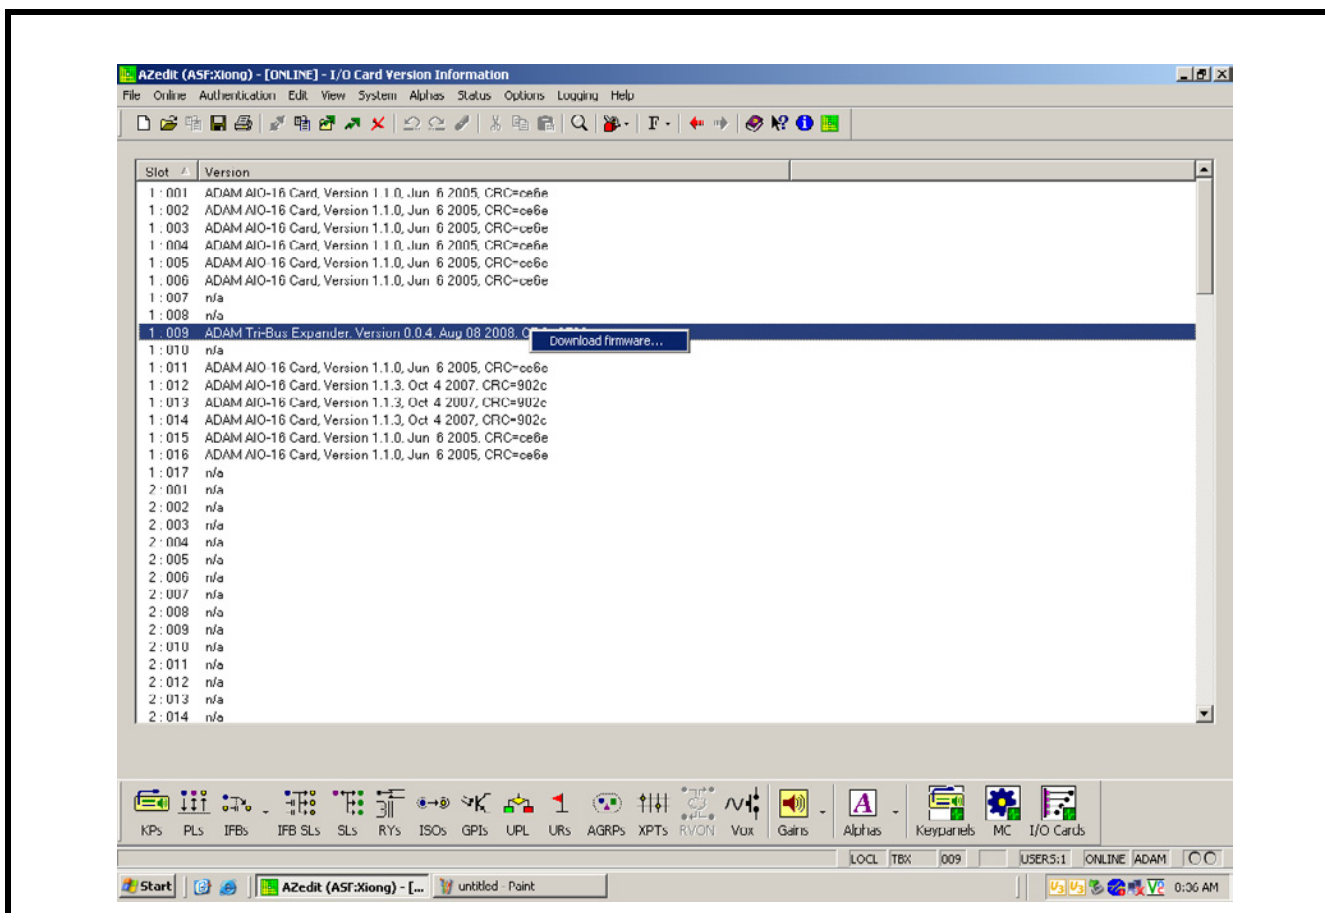 AZedit (ASF:Xiong) - [ONLINE] - I/O Card Version Information
File Online Authentication Edit View System Alphas Status Options Logging Help
F
Slot Version
1 : 001 ADAM AIO-16 Card, Version 1.1.0, Jun 6 2005, CRC=ce6e
1 : 002 ADAM AIO-16 Card, Version 1.1.0, Jun 6 2005, CRC=ce6e
1 : 003 ADAM AIO-16 Card, Version 1.1.0, Jun 6 2005, CRC=ce6e
1 : 004 ADAM AIO-16 Card, Version 1.1.0, Jun 6 2005, CRC=ce6e
1 : 005 ADAM AIO-16 Card, Version 1.1.0, Jun 6 2005, CRC=ce6e
1 : 006 ADAM AIO-16 Card, Version 1.1.0, Jun 6 2005, CRC=ce6e
1 : 007 n/a
1 : 008 n/a
1 : 009 ADAM Tri-Bus Expander, Version 0.0.4, Aug 08 2008,
Download firmware...
1 : 010 n/a
1 : 011 ADAM AIO-16 Card, Version 1.1.0, Jun 6 2005, CRC=ce6e
1 : 012 ADAM AIO-16 Card, Version 1.1.3, Oct 4 2007, CRC=902c
1 : 013 ADAM AIO-16 Card, Version 1.1.3, Oct 4 2007, CRC=902c
1 : 014 ADAM AIO-16 Card, Version 1.1.3, Oct 4 2007, CRC=902c
1 : 015 ADAM AIO-16 Card, Version 1.1.0, Jun 6 2005, CRC=ce6e
1 : 016 ADAM AIO-16 Card, Version 1.1.0, Jun 6 2005, CRC=ce6e
1 : 017 n/a
2 : 001 n/a
2 : 002 n/a
2 : 003 n/a
2 : 004 n/a
2 : 005 n/a
2 : 006 n/a
2 : 007 n/a
2 : 008 n/a
2 : 009 n/a
2 : 010 n/a
2 : 011 n/a
2 : 012 n/a
2 : 013 n/a
2 : 014 n/a
KPs PLs IFBs IFB SLs SLs RYs ISOs GPIs UPL URs AGRPs XPTs RVON Vox Gains Alphas Keypanels MC I/O Cards
LOCL TBX 009 USERS:1 ONLINE ADAM
Start AZedit (ASF:Xiong) - [... untitled - Paint 0:36 AM